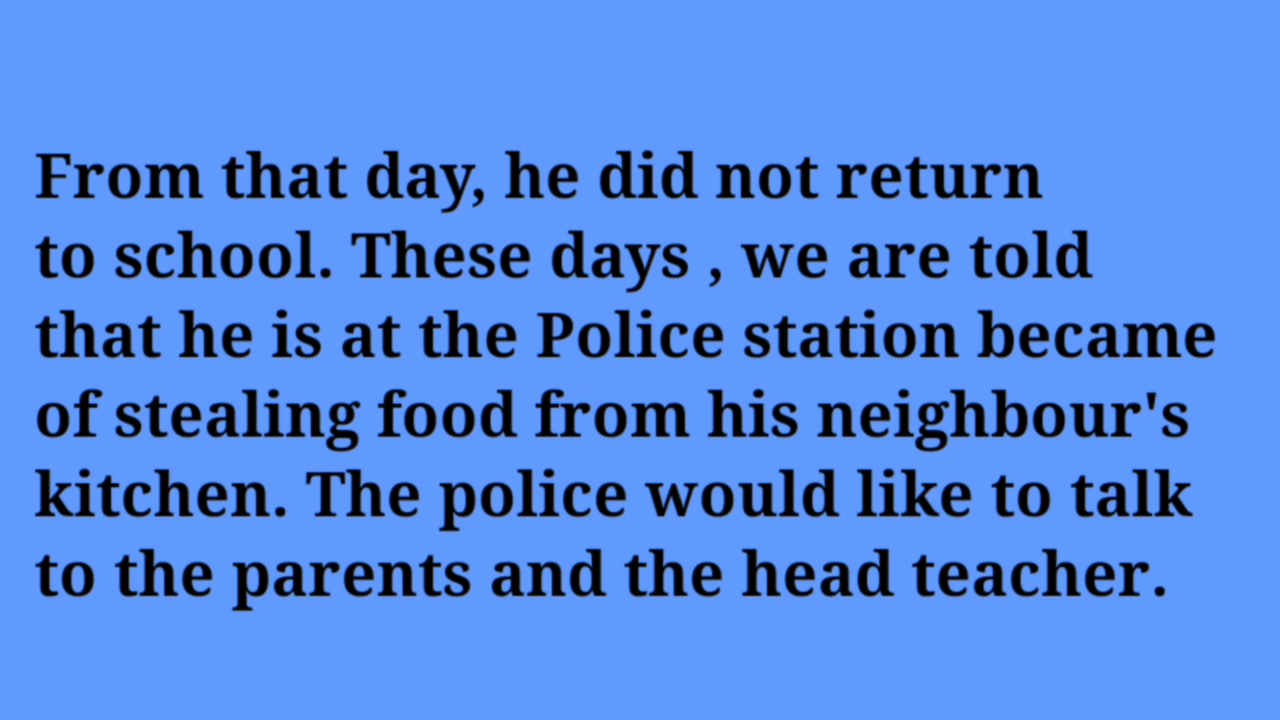 From that day, he did not return
to school. These days , we are told
that he is at the Police station became
of stealing food from his neighbour's
kitchen. The police would like to talk
to the parents and the head teacher.